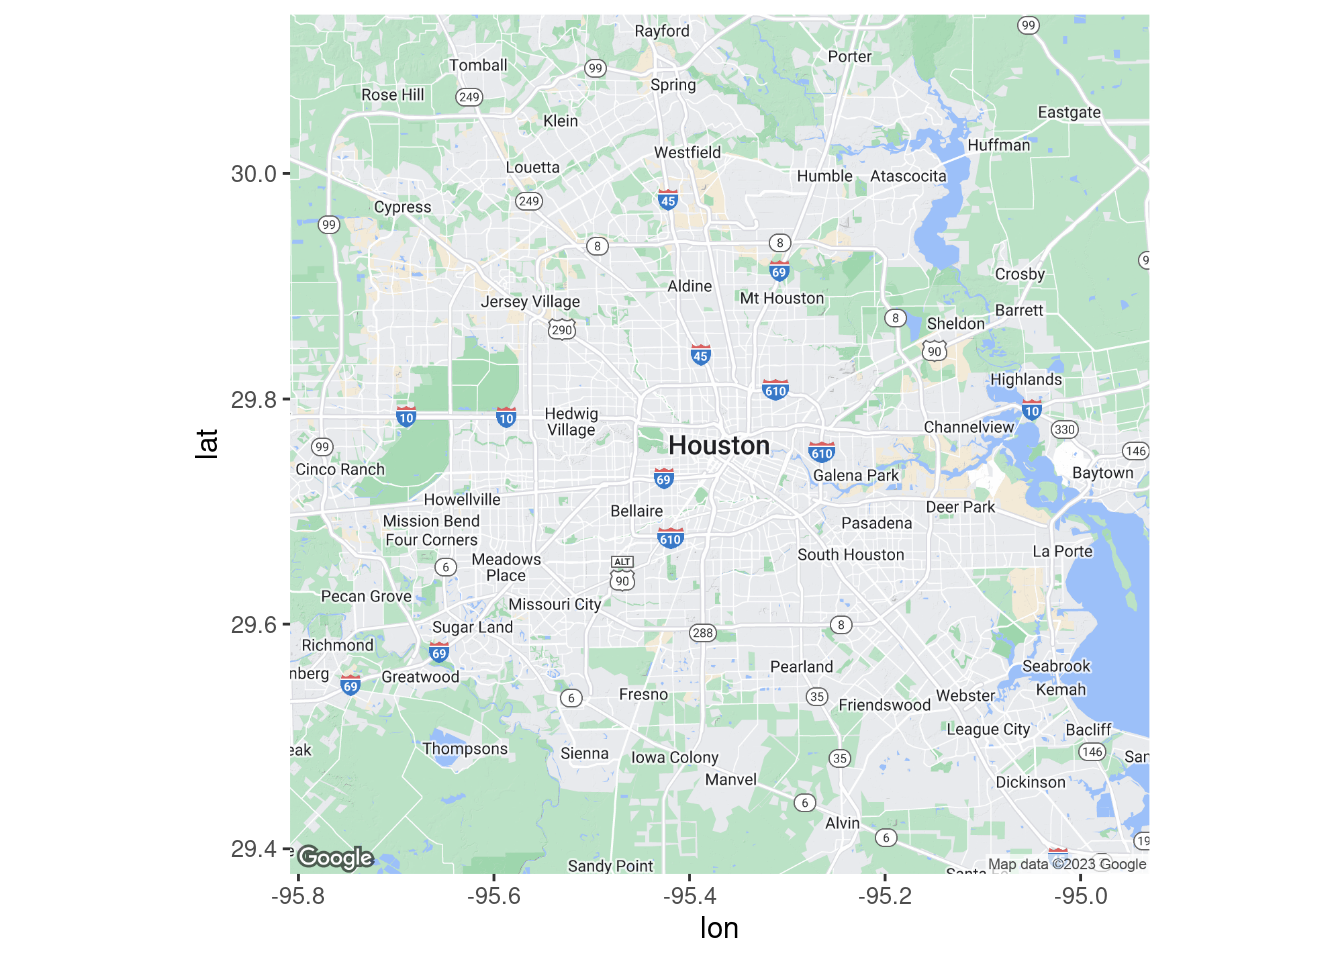 Rayford
99
Porter
Tomball
99
Spring
Rose Hill
249
Eastgate
Klein
Huffman
Westfield
Louetta
Humble
Atascocita
30.0
45
249
Cypress
99
8
8
69
Crosby
Aldine
Mt Houston
Jersey Village
Barrett
8
Sheldon
290
90
45
Highlands
610
29.8
10
10
Hedwig
Village
10
Channelview
330
Houston
99
146
610
lat
Cinco Ranch
Galena Park
Baytown
69
Howellville
Bellaire
Deer Park
Mission Bend
Four Corners
Pasadena
610
La Porte
South Houston
Meadows
Place
ALT
90
6
Pecan Grove
Missouri City
29.6
Sugar Land
288
8
Richmond
69
Pearland
Seabrook
nberg
Greatwood
69
Kemah
Fresno
6
35
Webster
Friendswood
League City
Bacliff
eak
Thompsons
Sienna
Iowa Colony
35
146
San
Manvel
Dickinson
6
Alvin
6
19
29.4
e
Google
Sandy Point
Map data ©2023 Google
-95.8
-95.6
-95.4
-95.2
-95.0
lon